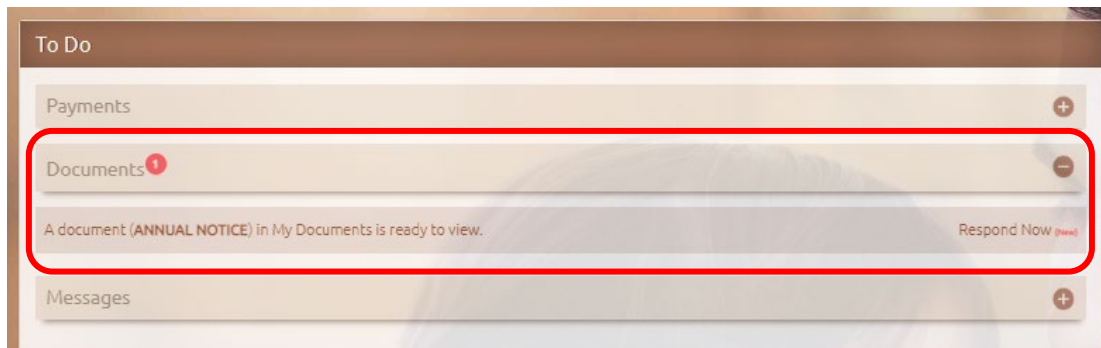 To Do
Payments
Documents 1
A document (ANNUAL NOTICE) in My Documents is ready to view. Respond Now (New)
Messages